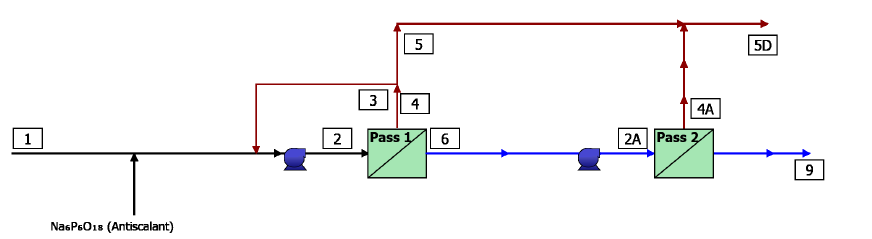 5
5D
3
4
4A
1
2
Pass 1
6
2A
Pass 2
9
Na₆P₆O₁₈ (Antiscalant)